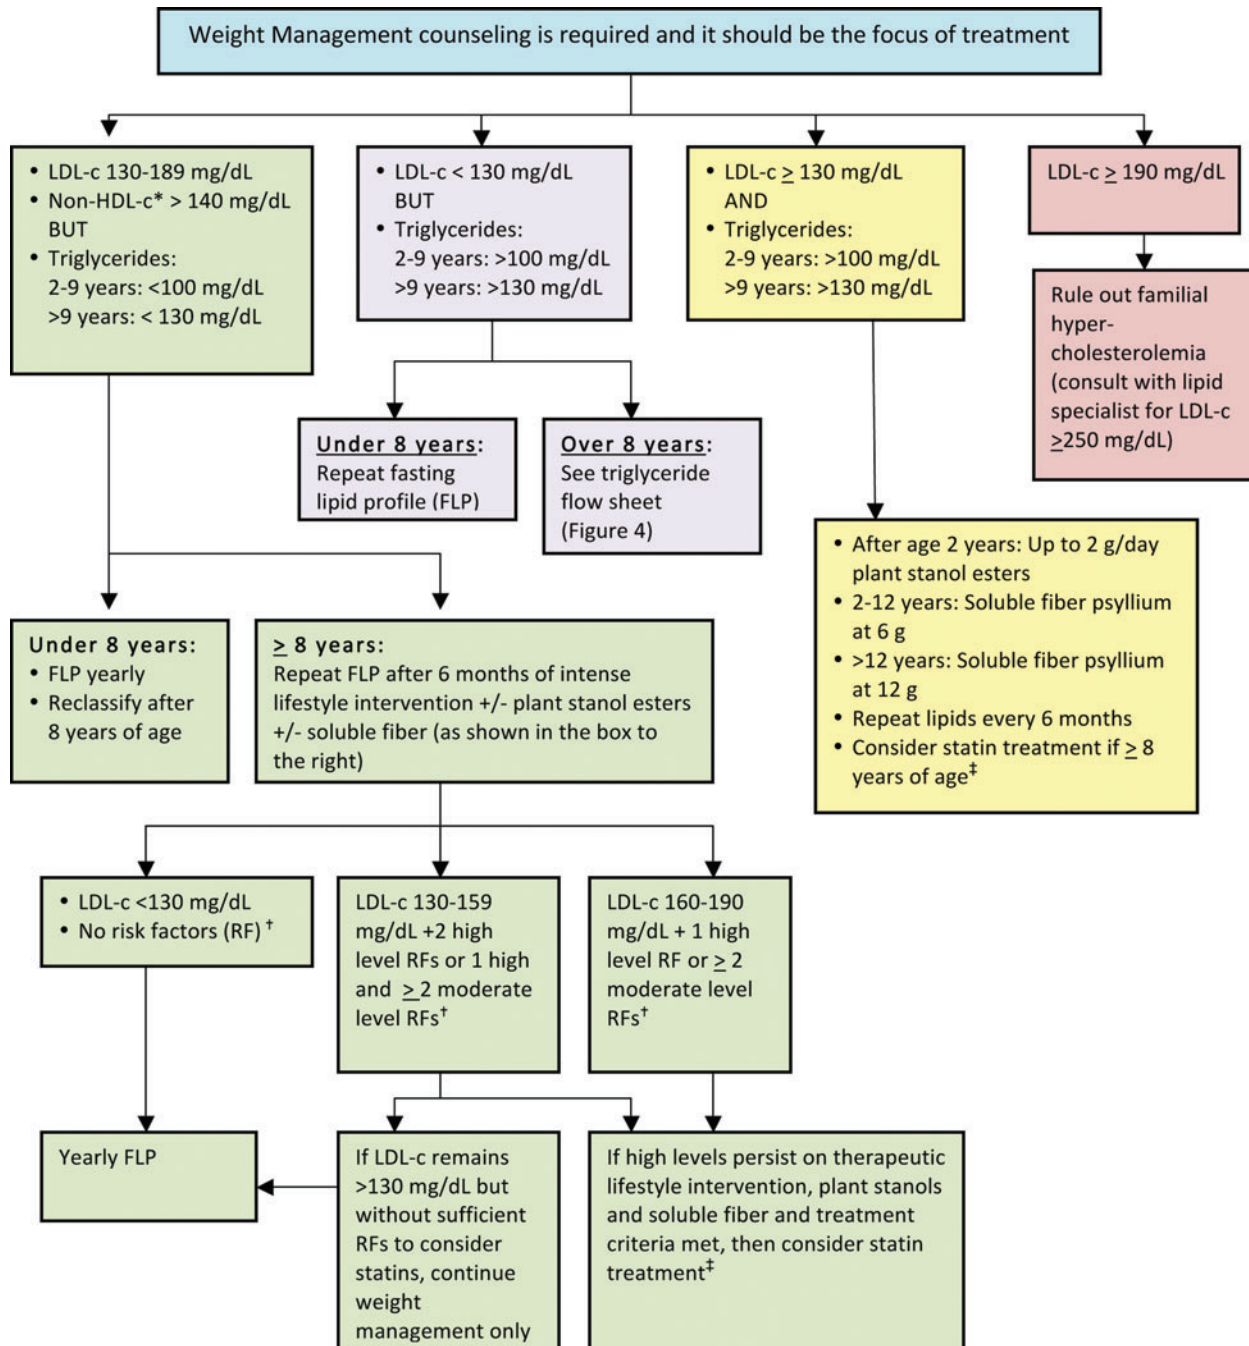 Weight Management counseling is required and it should be the focus of treatment
• LDL-c 130-189 mg/dL
• Non-HDL-c* > 140 mg/dL
BUT
• Triglycerides:
2-9 years: <100 mg/dL
>9 years: < 130 mg/dL
• LDL-c < 130 mg/dL
BUT
• Triglycerides:
2-9 years: >100 mg/dL
>9 years: >130 mg/dL
• LDL-c ≥ 130 mg/dL
AND
• Triglycerides:
2-9 years: >100 mg/dL
>9 years: >130 mg/dL
LDL-c ≥ 190 mg/dL
Rule out familial
hyper-
cholesterolemia
(consult with lipid
specialist for LDL-c
≥250 mg/dL)
Under 8 years:
Repeat fasting
lipid profile (FLP)
Over 8 years:
See triglyceride
flow sheet
(Figure 4)
• After age 2 years: Up to 2 g/day
plant stanol esters
• 2-12 years: Soluble fiber psyllium
at 6 g
• >12 years: Soluble fiber psyllium
at 12 g
• Repeat lipids every 6 months
• Consider statin treatment if ≥ 8
years of age‡
Under 8 years:
• FLP yearly
• Reclassify after
8 years of age
≥ 8 years:
Repeat FLP after 6 months of intense
lifestyle intervention +/- plant stanol esters
+/- soluble fiber (as shown in the box to
the right)
• LDL-c <130 mg/dL
• No risk factors (RF) †
LDL-c 130-159
mg/dL +2 high
level RFs or 1 high
and ≥ 2 moderate
level RFs†
LDL-c 160-190
mg/dL + 1 high
level RF or ≥ 2
moderate level
RFs†
Yearly FLP
If LDL-c remains
>130 mg/dL but
without sufficient
RFs to consider
statins, continue
weight
management only
If high levels persist on therapeutic
lifestyle intervention, plant stanols
and soluble fiber and treatment
criteria met, then consider statin
treatment‡